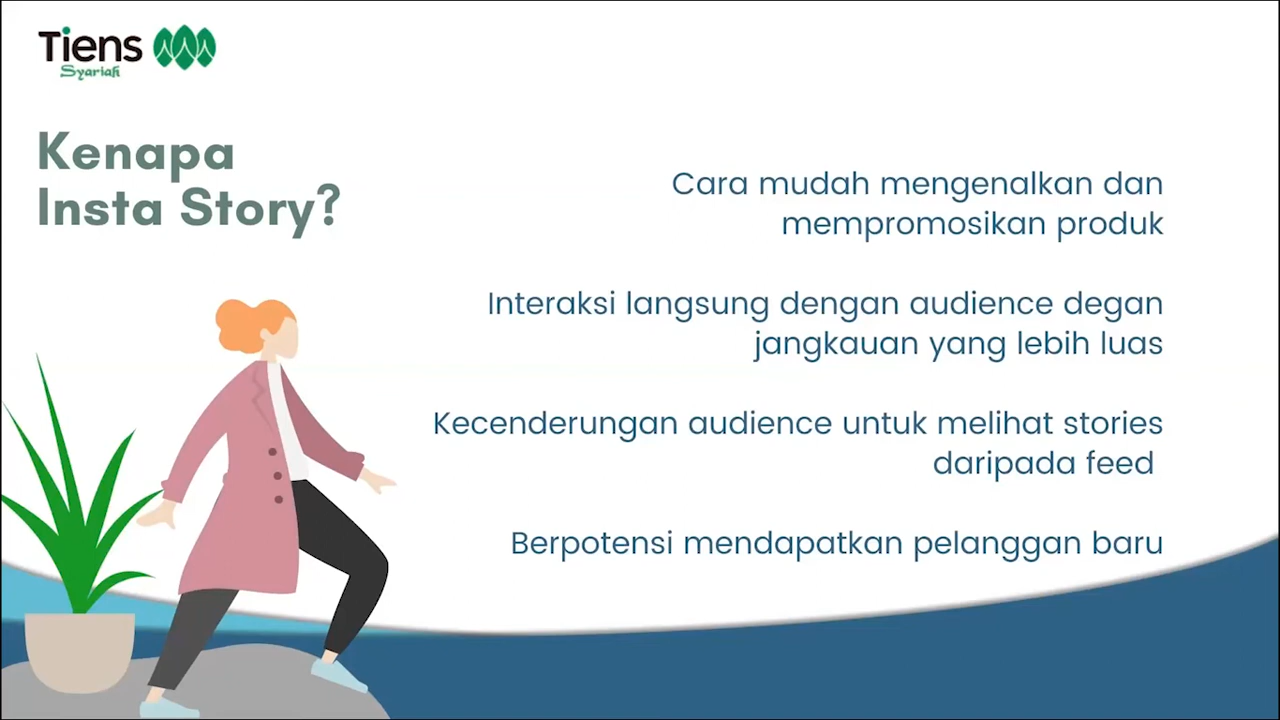 Tiens
Syariah
Kenapa
Insta Story?
Cara mudah mengenalkan dan
mempromosikan produk
Interaksi langsung dengan audience degan
jangkauan yang lebih luas
Kecenderungan audience untuk melihat stories
daripada feed
Berpotensi mendapatkan pelanggan baru